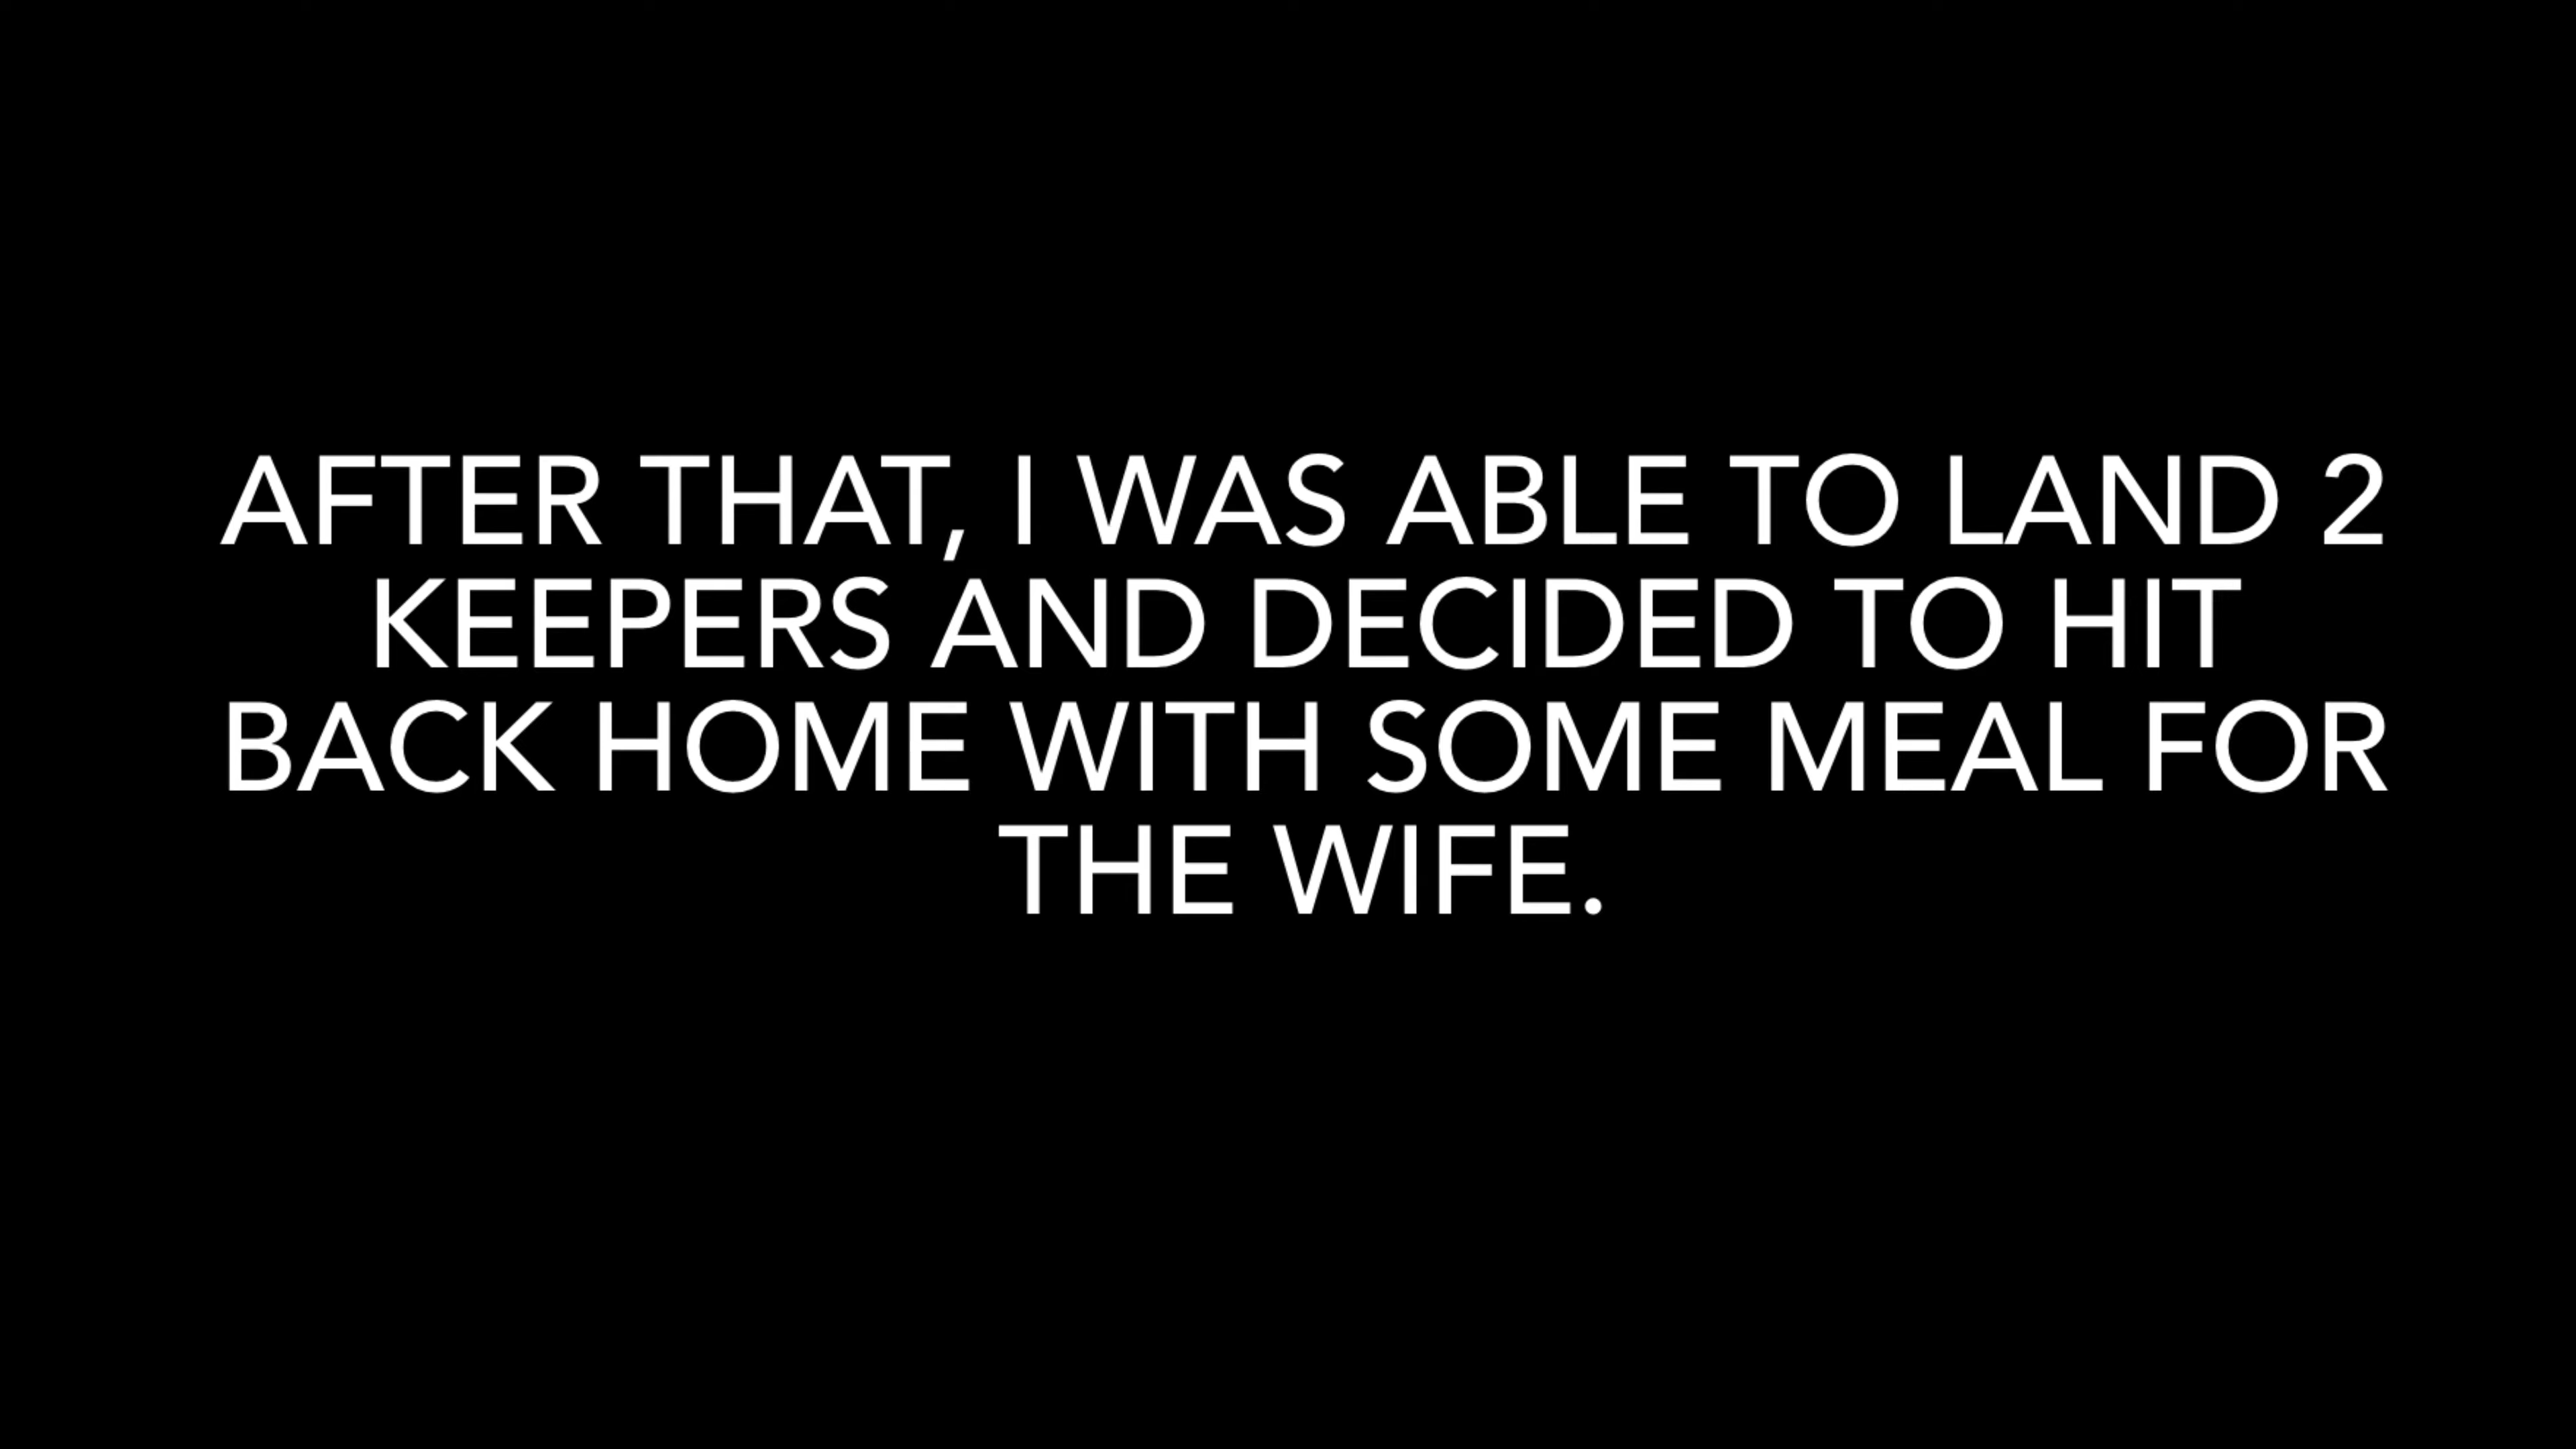 AFTER THAT, I WAS ABLE TO LAND 2
KEEPERS AND DECIDED TO HIT
BACK HOME WITH SOME MEAL FOR
THE WIFE.